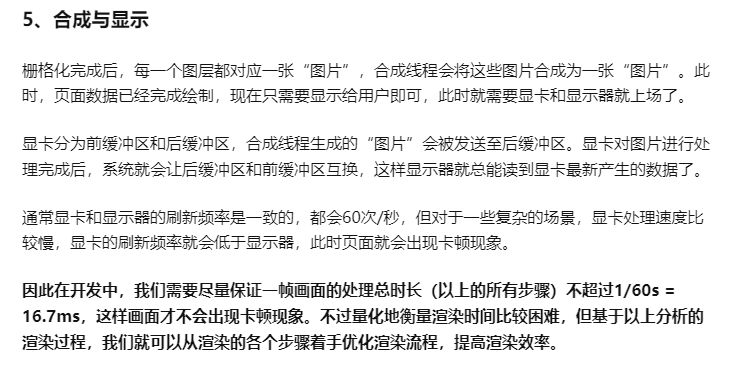 5、合成与显示
栅格化完成后，每一个图层都对应一张“图片”，合成线程会将这些图片合成为一张“图片”。此
时，页面数据已经完成绘制，现在只需要显示给用户即可，此时就需要显卡和显示器就上场了。
显卡分为前缓冲区和后缓冲区，合成线程生成的“图片”会被发送至后缓冲区。显卡对图片进行处
理完成后，系统就会让后缓冲区和前缓冲区互换，这样显示器就总能读到显卡最新产生的数据了。
通常显卡和显示器的刷新频率是一致的，都会60次/秒，但对于一些复杂的场景，显卡处理速度比
较慢，显卡的刷新频率就会低于显示器，此时页面就会出现卡顿现象。
因此在开发中，我们需要尽量保证一帧画面的处理总时长（以上的所有步骤）不超过1/60s =
16.7ms，这样画面才不会出现卡顿现象。不过量化地衡量渲染时间比较困难，但基于以上分析的
渲染过程，我们就可以从渲染的各个步骤着手优化渲染流程，提高渲染效率。